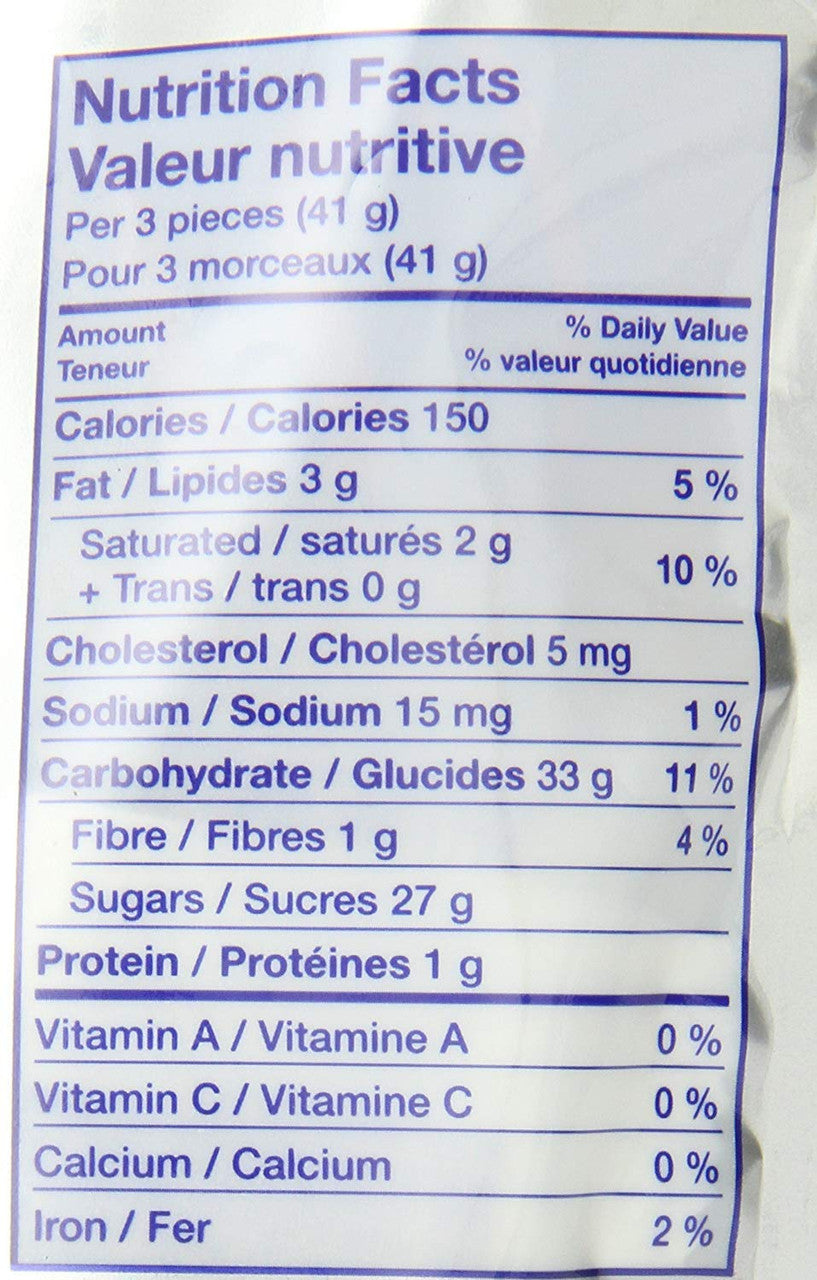 Nutrition Facts
Valeur nutritive
Per 3 pieces (41 g)
Pour 3 morceaux (41 g)
Amount % Daily Value
Teneur % valeur quotidienne
Calories / Calories 150
Fat / Lipides 3 g 5 %
Saturated / saturés 2 g
+ Trans / trans 0 g 10 %
Cholesterol / Cholestérol 5 mg
Sodium / Sodium 15 mg 1 %
Carbohydrate / Glucides 33 g 11 %
Fibre / Fibres 1 g 4 %
Sugars / Sucres 27 g
Protein / Protéines 1 g
Vitamin A / Vitamine A 0 %
Vitamin C / Vitamine C 0 %
Calcium / Calcium 0 %
Iron / Fer 2 %